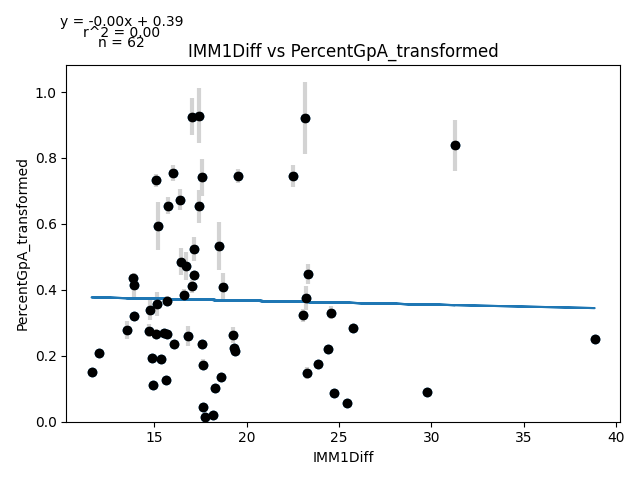 y = -0.00x + 0.39
r^2 = 0.00
n = 62
IMM1Diff vs PercentGpA_transformed
1.0
0.8
0.6
0.4
0.2
0.0
PercentGpA_transformed
15 20 25 30 35 40
IMM1Diff